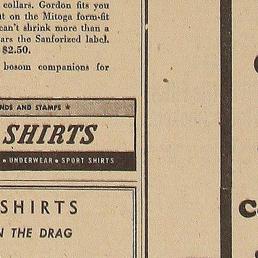 collars. Gordon fits you
on the Mitoga form-fit
can't shrink more than a
ars the Sanforized label.
$2.50.
bosom companions for
NDS AND STAMPS ★
SHIRTS
• UNDERWEAR • SPORT SHIRTS
SHIRTS
N THE DRAG